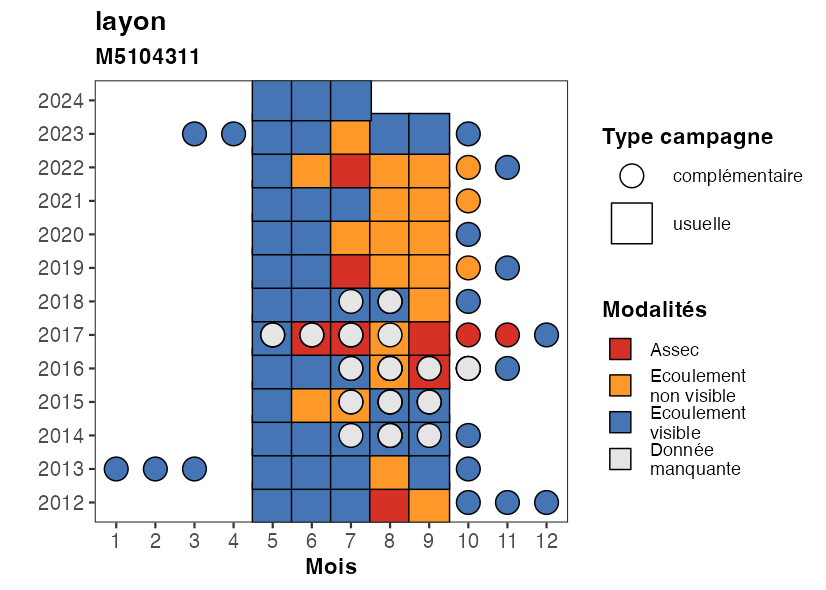 layon
M5104311
2024
2023
2022
2021
2020
2019
2018
2017
2016
2015
2014
2013
2012
1 2 3 4 5 6 7 8 9 10 11 12
Mois
Type campagne
complémentaire
usuelle
Modalités
Assec
Ecoulement
non visible
Ecoulement
visible
Donnée
manquante